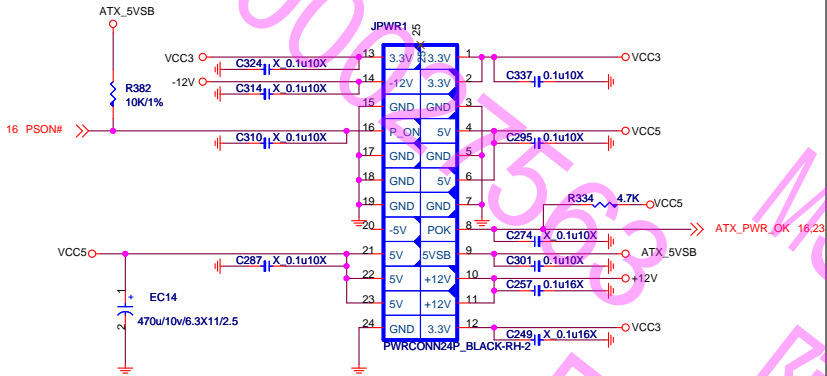 ATX_5VSB
JPWR1
25
25
X
VCC3
C324
X_0.1u10X
13
3.3V
3.3V
1
VCC3
-12V
C314
X_0.1u10X
14
-12V
3.3V
2
C337
0.1u10X
R382
10K/1%
15
GND
GND
3
16 PSON#
16
P_ON
5V
4
VCC5
C310
X_0.1u10X
C295
0.1u10X
17
GND
GND
5
18
GND
5V
6
19
GND
GND
7
R334
4.7K
VCC5
20
-5V
POK
8
ATX_PWR_OK 16,23
C274
X_0.1u10X
VCC5
21
5V
5VSB
9
ATX_5VSB
C287
X_0.1u10X
C301
0.1u10X
22
5V
+12V
10
+12V
C257
0.1u16X
23
5V
+12V
11
1
+
EC14
2
470u/10v/6.3X11/2.5
24
GND
3.3V
12
VCC3
C249
X_0.1u16X
PWRCONN24P_BLACK-RH-2
00027563